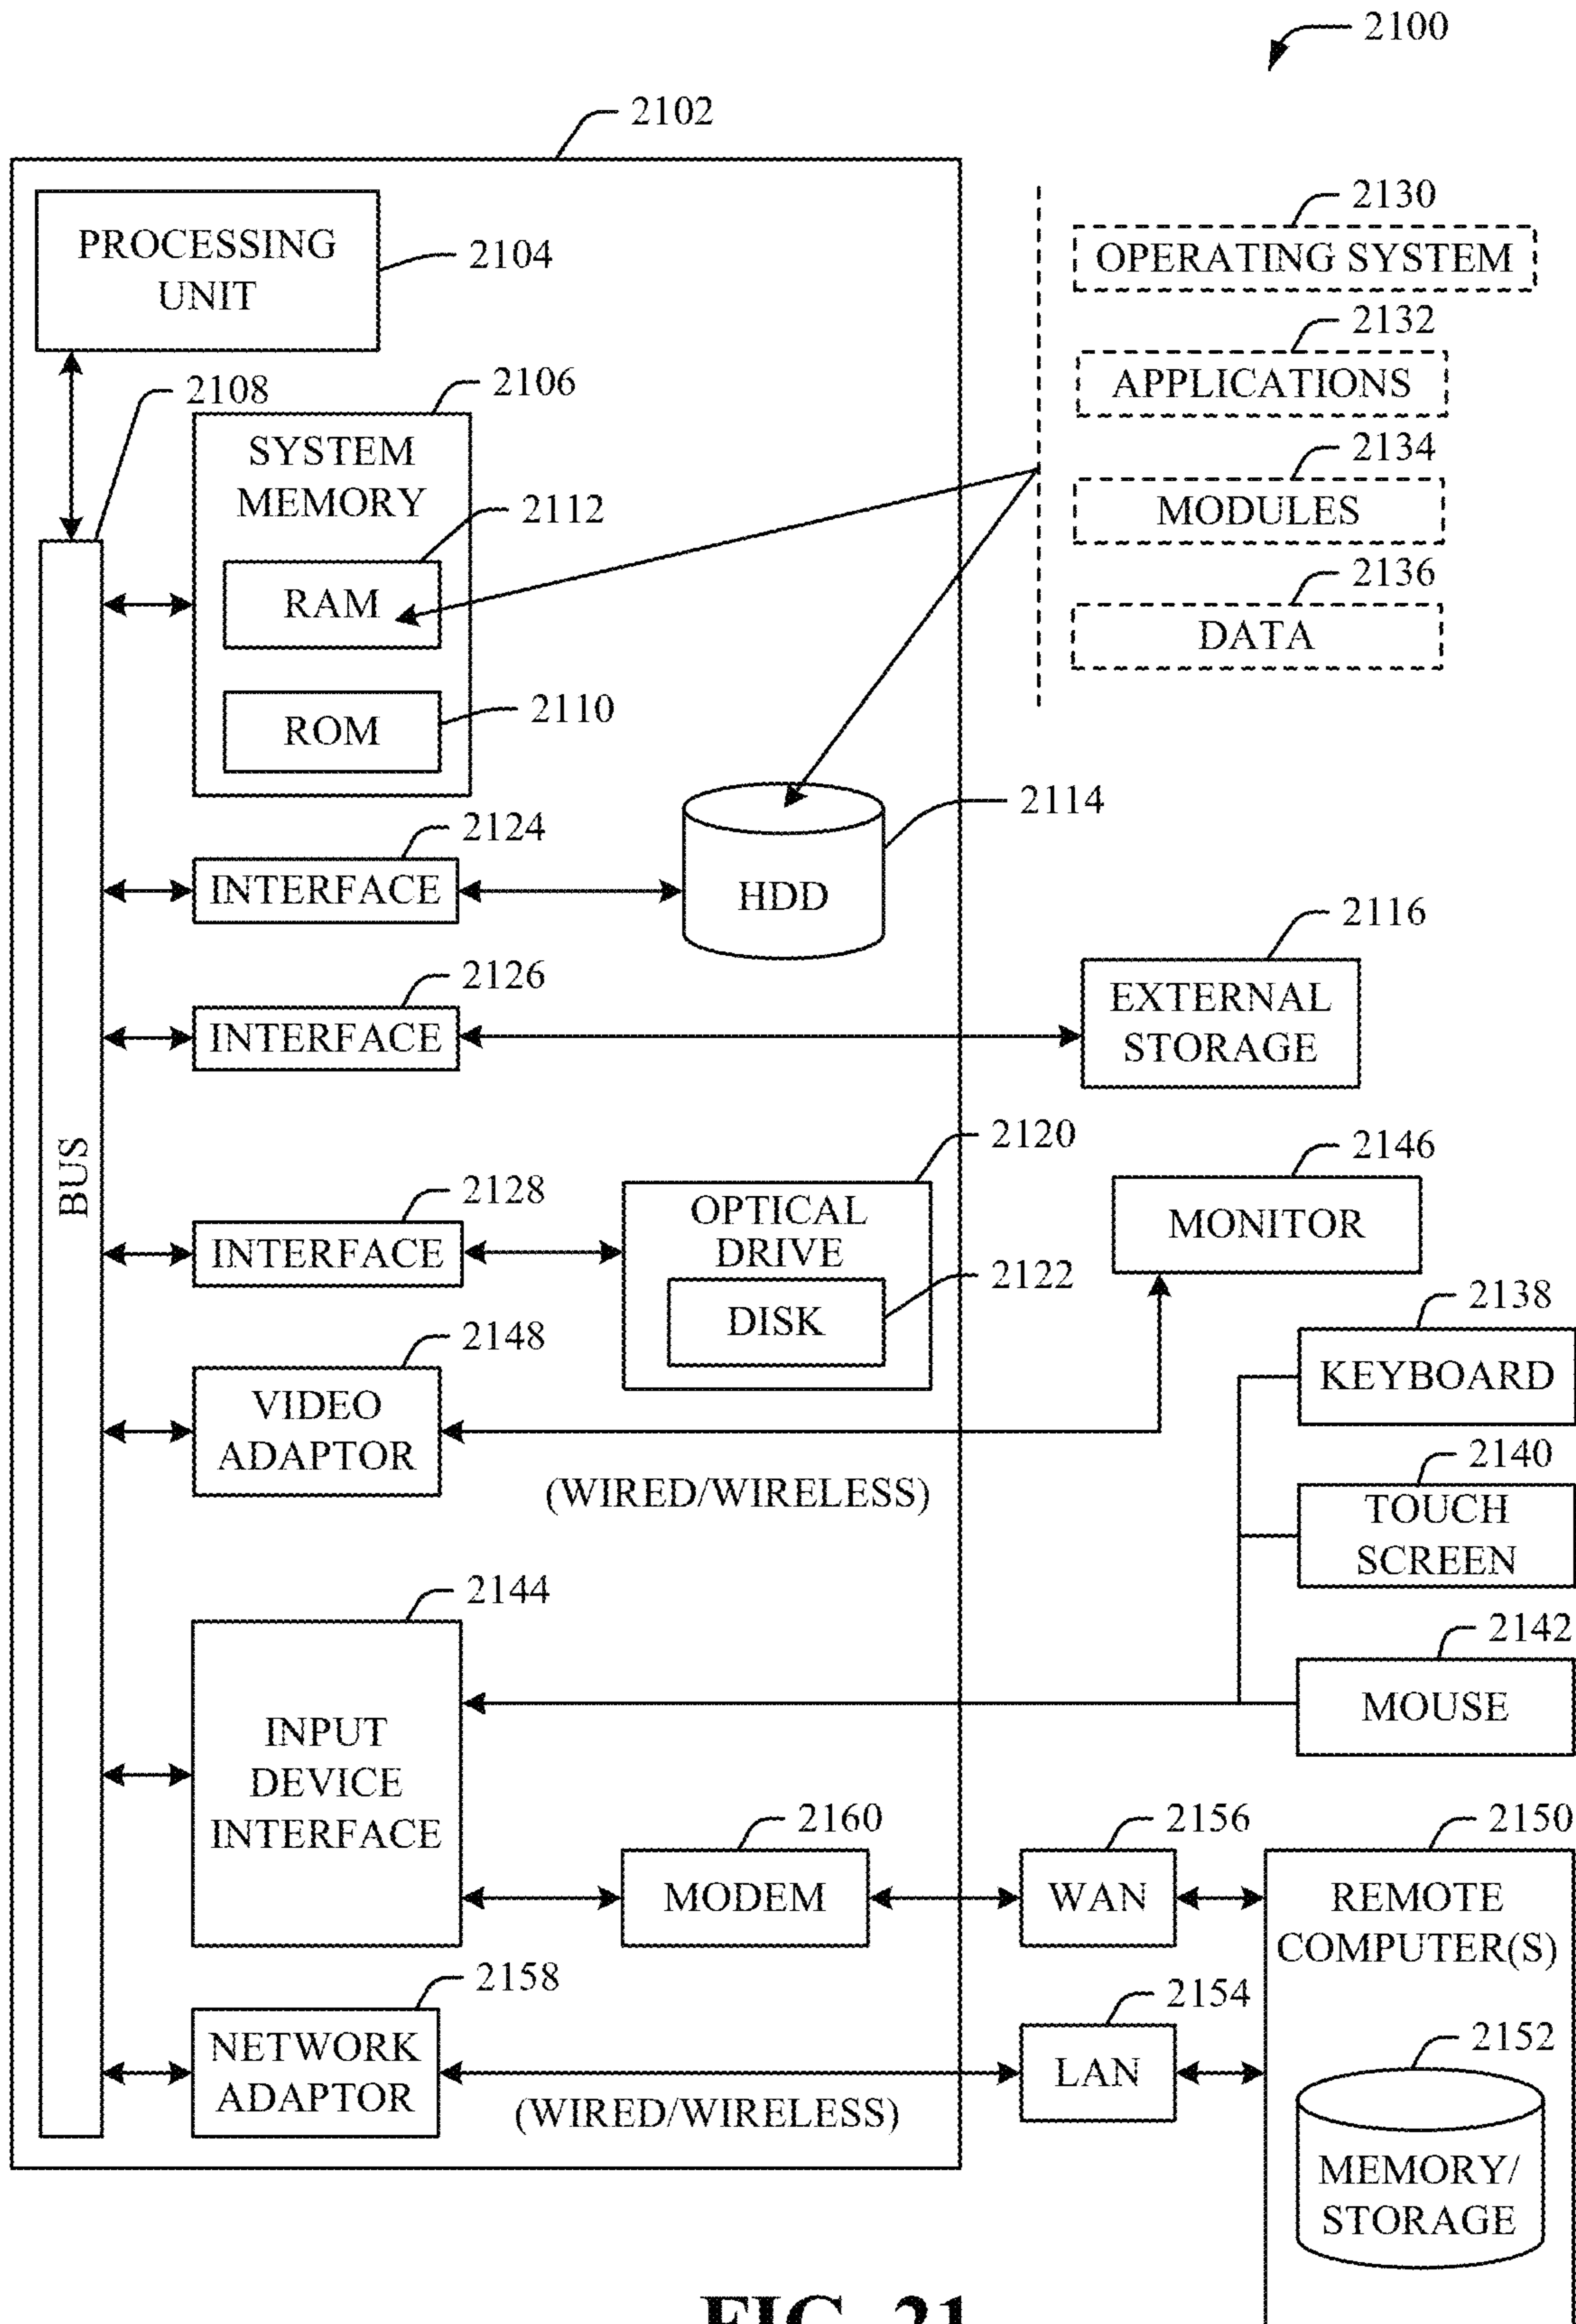 2100
2102
PROCESSING
UNIT
2104
2130
OPERATING SYSTEM
2132
APPLICATIONS
2134
MODULES
2136
DATA
2108
2106
SYSTEM
MEMORY
2112
RAM
2110
ROM
2124
INTERFACE
2114
HDD
2126
INTERFACE
2116
EXTERNAL
STORAGE
BUS
2128
INTERFACE
2120
OPTICAL
DRIVE
2122
DISK
2146
MONITOR
2148
VIDEO
ADAPTOR
(WIRED/WIRELESS)
2138
KEYBOARD
2140
TOUCH
SCREEN
2142
MOUSE
2144
INPUT
DEVICE
INTERFACE
2160
MODEM
2156
WAN
2150
REMOTE
COMPUTER(S)
2158
NETWORK
ADAPTOR
(WIRED/WIRELESS)
2154
LAN
2152
MEMORY/
STORAGE
FIG. 21